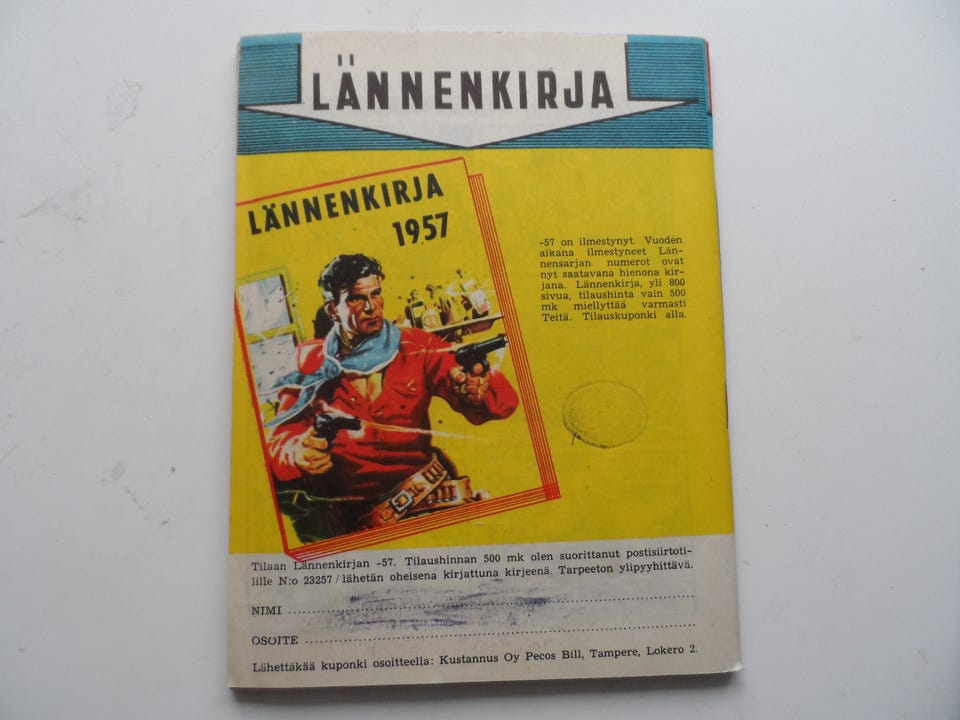 LÄNNENKIRJA
LÄNNENKIRJA
1957
-57 on ilmestynyt. Vuoden
aikana ilmestyneet Län-
nensarjan numerot ovat
nyt saatavana hienona kir-
jana. Lännenkirja, yli 800
sivua, tilaushinta vain 500
mk miellyttää varmasti
Teitä. Tilauskuponki alla.
Tilaan Lännenkirjan -57. Tilaushinnan 500 mk olen suorittanut postisiirtoti-
lille N:o 23257 / lähetän oheisena kirjattuna kirjeenä. Tarpeeton ylipyyhittävä.
NIMI
OSOITE
Lähettäkää kuponki osoitteella: Kustannus Oy Pecos Bill, Tampere, Lokero 2.